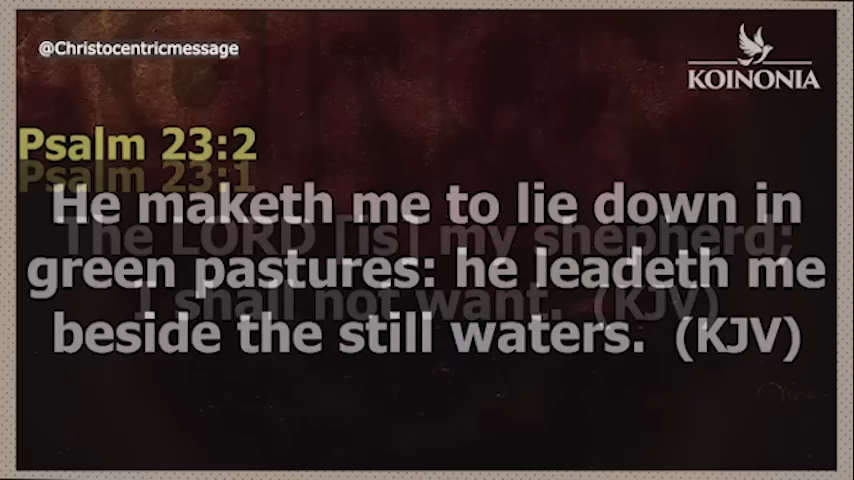 @Christocentricmessage
KOINONIA
Psalm 23:2
Psalm 23:1
He maketh me to lie down in
The LORD [is] my shepherd;
green pastures: he leadeth me
I shall not want. (KJV)
beside the still waters. (KJV)